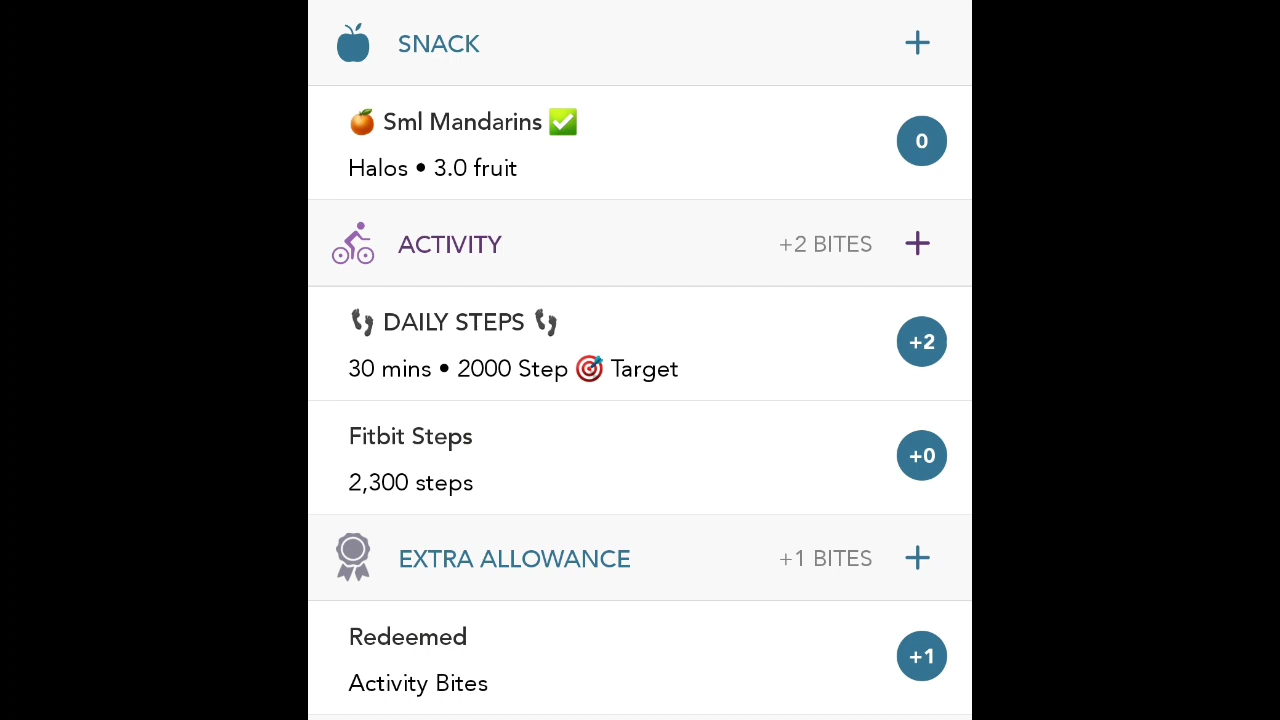 SNACK
🍊 Sml Mandarins ✅
0
Halos • 3.0 fruit
ACTIVITY +2 BITES
👣 DAILY STEPS 👣
+2
30 mins • 2000 Step 🎯 Target
Fitbit Steps
+0
2,300 steps
EXTRA ALLOWANCE +1 BITES
Redeemed
+1
Activity Bites